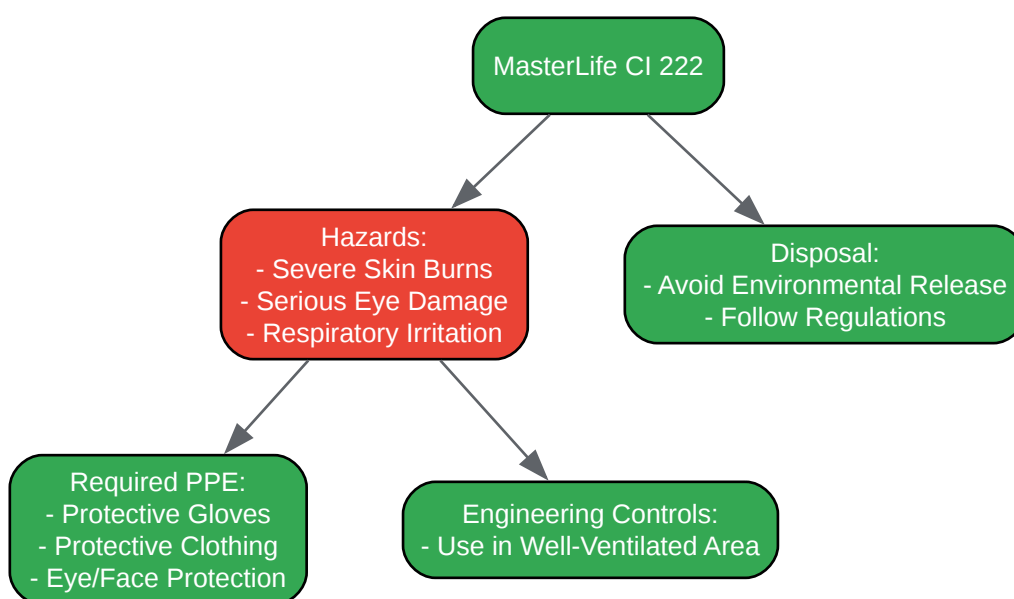 MasterLife CI 222
Hazards:
- Severe Skin Burns
- Serious Eye Damage
- Respiratory Irritation
Disposal:
- Avoid Environmental Release
- Follow Regulations
Required PPE:
- Protective Gloves
- Protective Clothing
- Eye/Face Protection
Engineering Controls:
- Use in Well-Ventilated Area